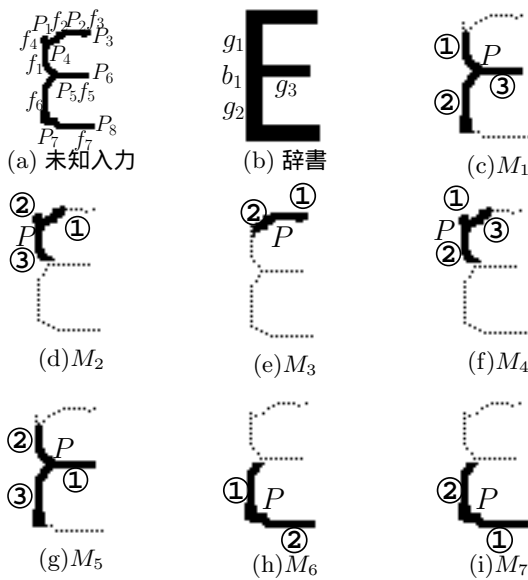 P₁ f₂ P₂ f₃
f₄ P₃
P₄
f₁ P₆
P₅ f₅
f₆
P₇ f₇ P₈
(a) 未知入力
g₁
b₁
g₃
g₂
(b) 辞書
①
P
②
③
(c) M₁
②
P
①
③
(d) M₂
①
②
P
(e) M₃
①
P
③
②
(f) M₄
②
P
①
③
(g) M₅
①
P
②
(h) M₆
②
P
①
(i) M₇